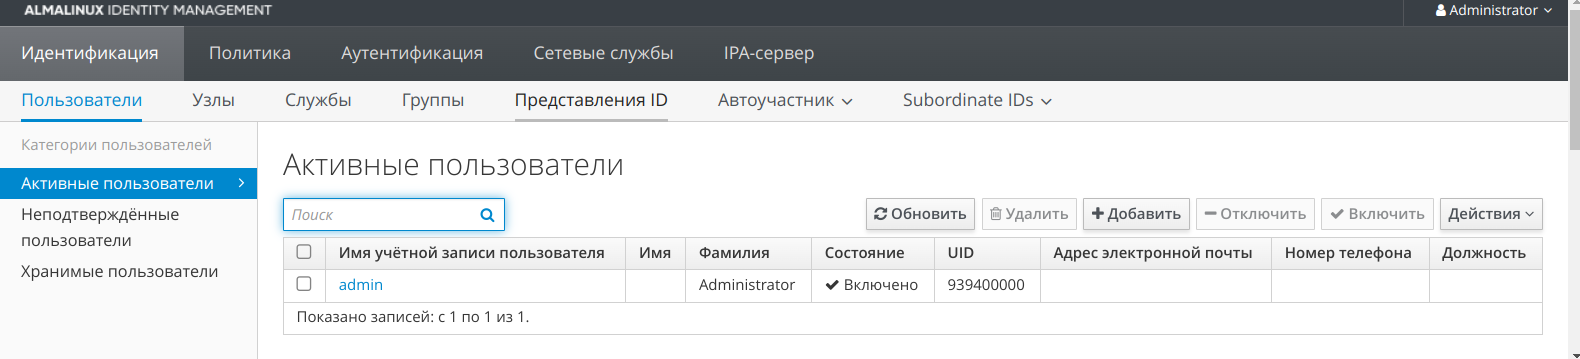 ALMALINUX IDENTITY MANAGEMENT
Administrator
Идентификация Политика Аутентификация Сетевые службы IPA-сервер
Пользователи Узлы Службы Группы Представления ID Автоучастник Subordinate IDs
Категории пользователей
Активные пользователи
Неподтверждённые
пользователи
Хранимые пользователи
Активные пользователи
Поиск
Обновить Удалить Добавить Отключить Включить Действия
Имя учётной записи пользователя Имя Фамилия Состояние UID Адрес электронной почты Номер телефона Должность
admin Administrator Включено 939400000
Показано записей: с 1 по 1 из 1.